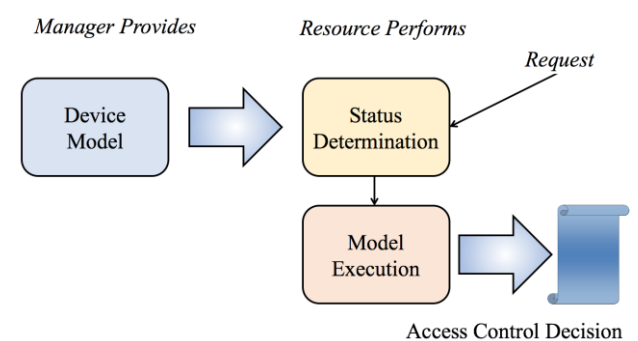 Manager Provides
Resource Performs
Request
Device
Model
Status
Determination
Model
Execution
Access Control Decision